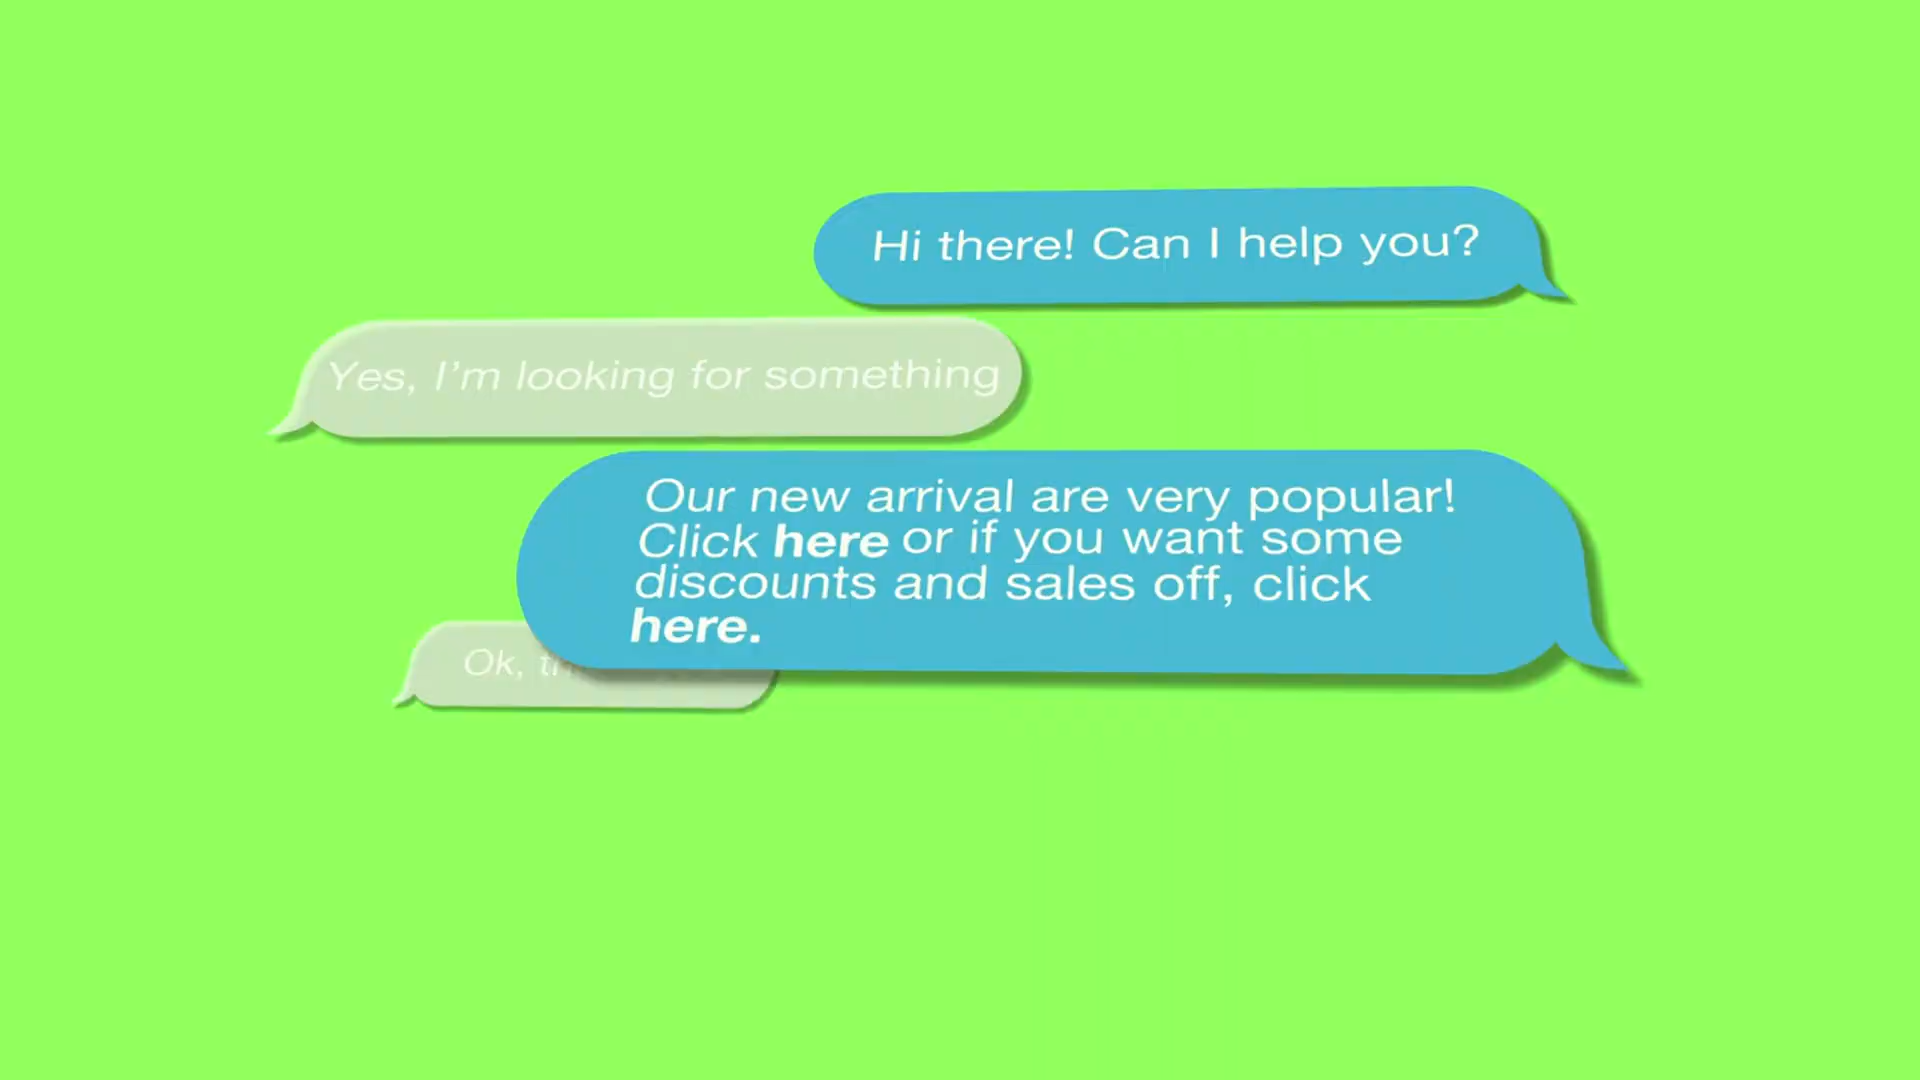 Hi there! Can I help you?
Yes, I'm looking for something
Our new arrival are very popular!
Click here or if you want some
discounts and sales off, click
here.
Ok,